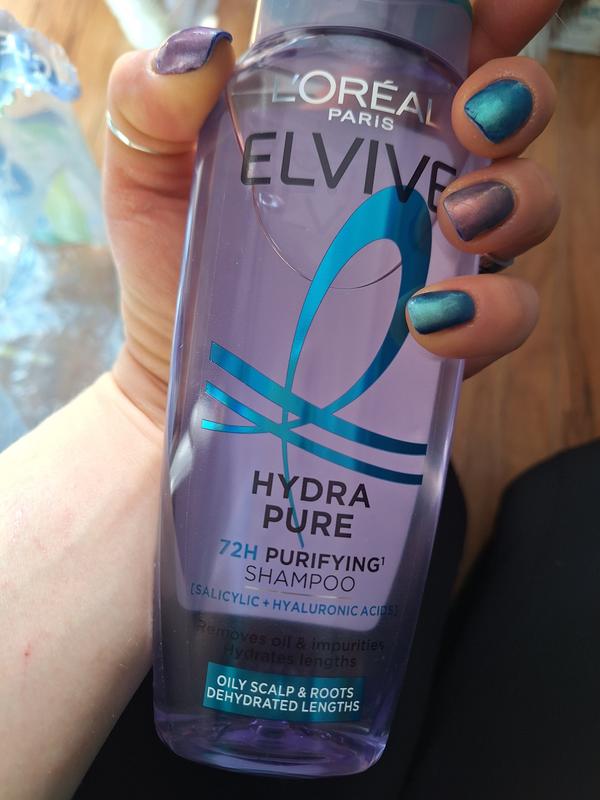 L'ORÉAL
PARIS
ELVIVE
HYDRA
PURE
72H PURIFYING¹
SHAMPOO
[SALICYLIC + HYALURONIC ACIDS]
Removes oil & impurities
Hydrates lengths
OILY SCALP & ROOTS
DEHYDRATED LENGTHS